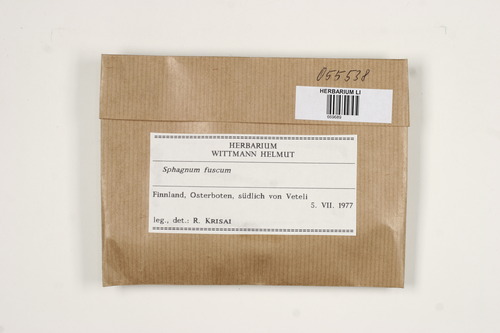 055538
HERBARIUM LI
HERBARIUM
WITTMANN HELMUT
Sphagnum fuscum
Finnland, Osterboten, südlich von Veteli
5. VII. 1977
leg., det.: R. KRISAI